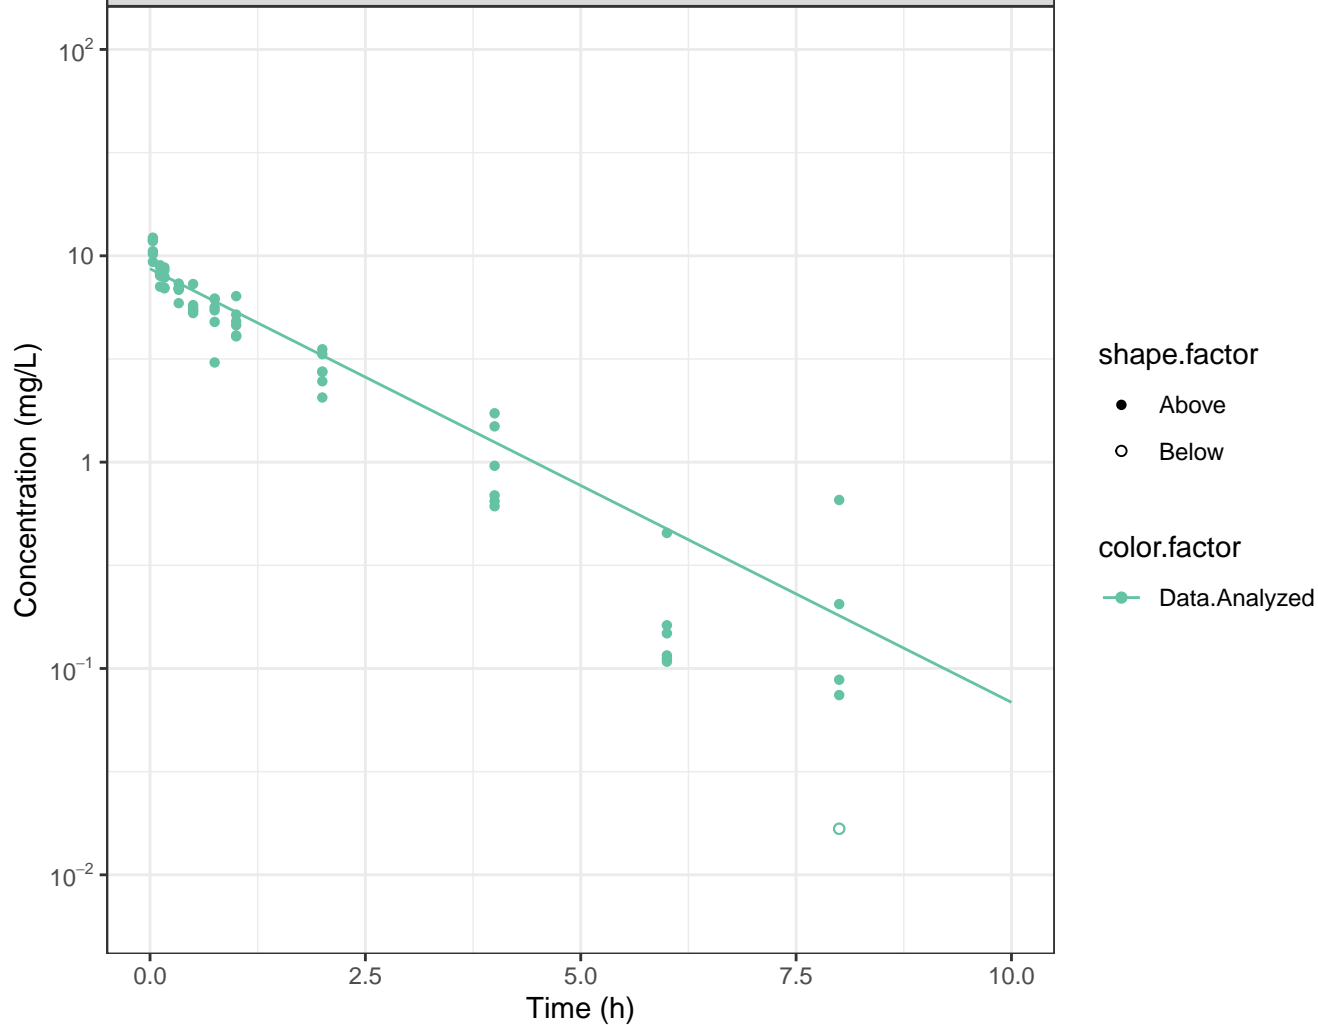 10²
10
1
10⁻¹
10⁻²
Concentration (mg/L)
0.0 2.5 5.0 7.5 10.0
Time (h)
shape.factor
Above
Below
color.factor
Data.Analyzed